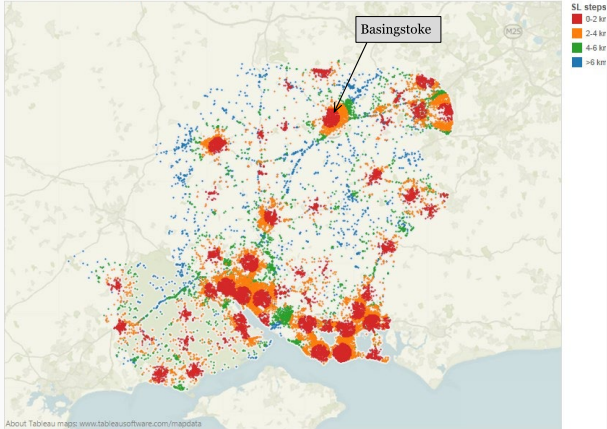 SL steps
0-2 km
2-4 km
4-6 km
>6 km
Basingstoke
M25
About Tableau maps: www.tableausoftware.com/mapdata